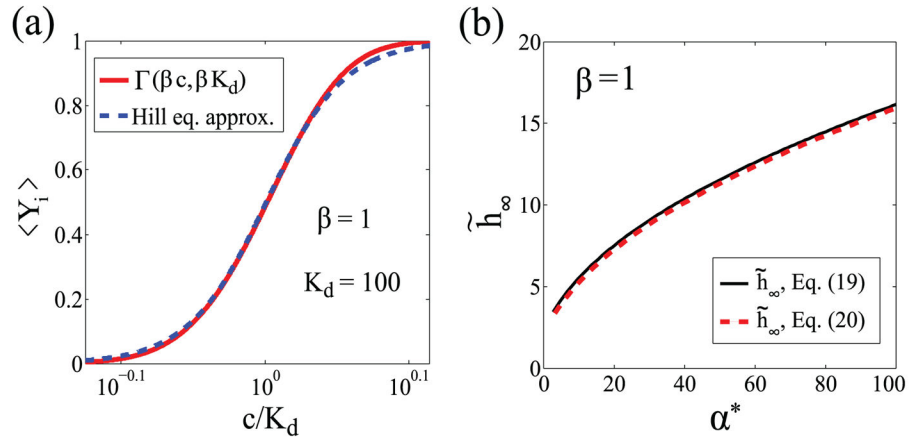 (a)
1
0.8
0.6
0.4
0.2
0
<Y_i>
Γ(βc,βK_d)
Hill eq. approx.
β = 1
K_d = 100
10^−0.1
10^0
10^0.1
c/K_d
(b)
20
15
10
5
0
h̃_∞
β=1
h̃_∞, Eq. (19)
h̃_∞, Eq. (20)
0
20
40
60
80
100
α*